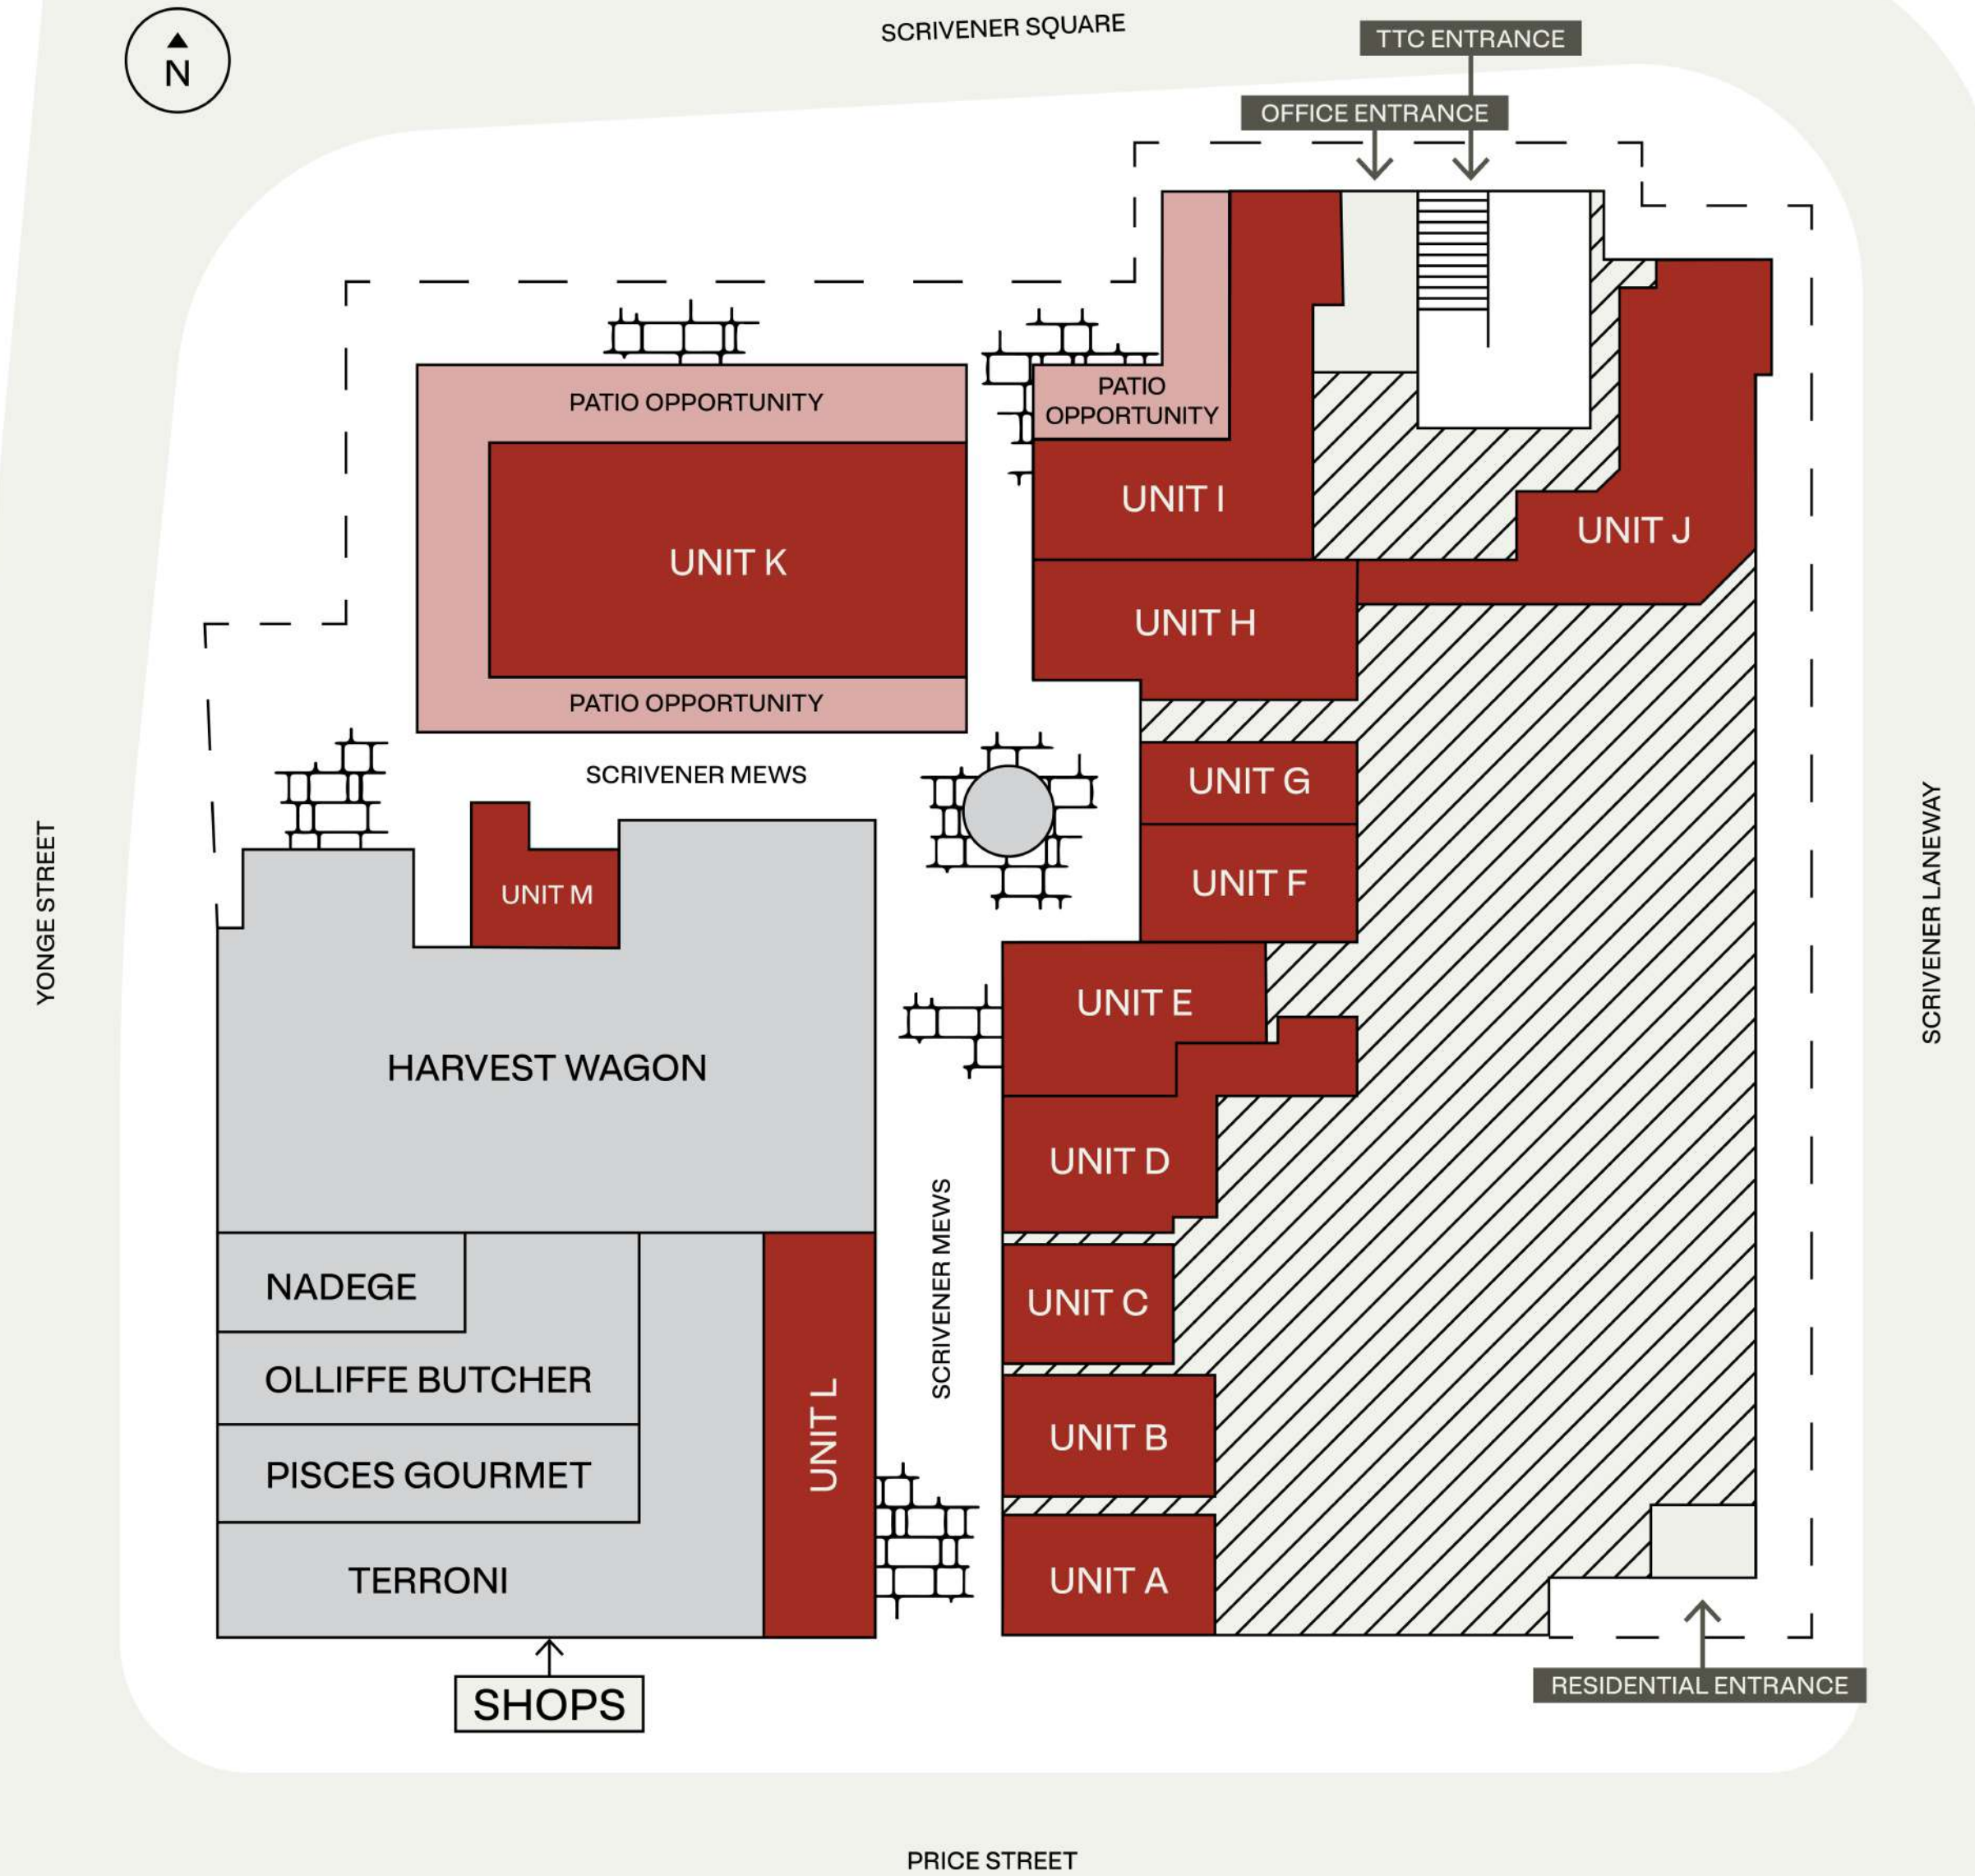 N
SCRIVENER SQUARE
TTC ENTRANCE
OFFICE ENTRANCE
PATIO OPPORTUNITY
PATIO
OPPORTUNITY
UNIT I
UNIT J
UNIT K
UNIT H
PATIO OPPORTUNITY
SCRIVENER MEWS
UNIT G
UNIT M
UNIT F
YONGE STREET
SCRIVENER LANEWAY
UNIT E
HARVEST WAGON
UNIT D
SCRIVENER MEWS
NADEGE
UNIT C
OLLIFFE BUTCHER
UNIT L
UNIT B
PISCES GOURMET
TERRONI
UNIT A
SHOPS
RESIDENTIAL ENTRANCE
PRICE STREET